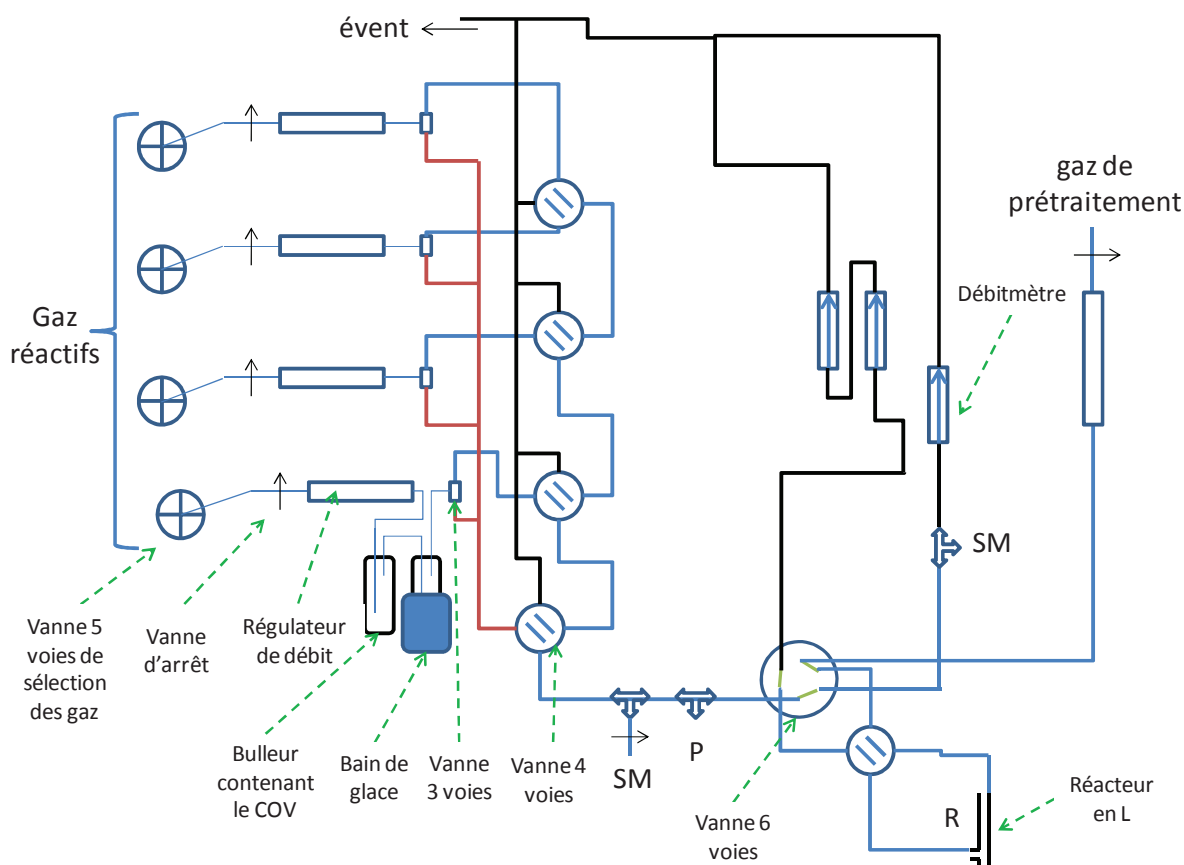 évent
gaz de
prétraitement
Débitmètre
Gaz
réactifs
SM
Vanne 5
voies de
sélection
des gaz
Vanne
d'arrêt
Régulateur
de débit
Bulleur
contenant
le COV
Bain de
glace
Vanne
3 voies
Vanne 4
voies
SM
P
Vanne 6
voies
R
Réacteur
en L